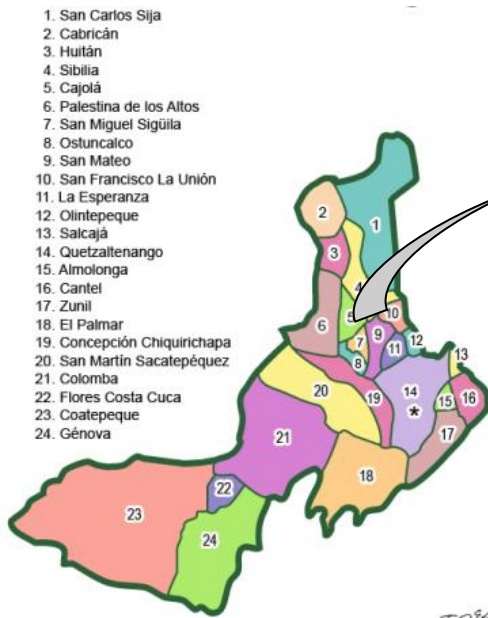 1. San Carlos Sija
2. Cabricán
3. Huitán
4. Sibilia
5. Cajolá
6. Palestina de los Altos
7. San Miguel Sigüila
8. Ostuncalco
9. San Mateo
10. San Francisco La Unión
11. La Esperanza
12. Olintepeque
13. Salcajá
14. Quetzaltenango
15. Almolonga
16. Cantel
17. Zunil
18. El Palmar
19. Concepción Chiquirichapa
20. San Martín Sacatepéquez
21. Colomba
22. Flores Costa Cuca
23. Coatepeque
24. Génova
2
1
3
4
5
10
6
7
9
11
12
8
13
20
19
14
15
16
*
17
21
18
22
23
24